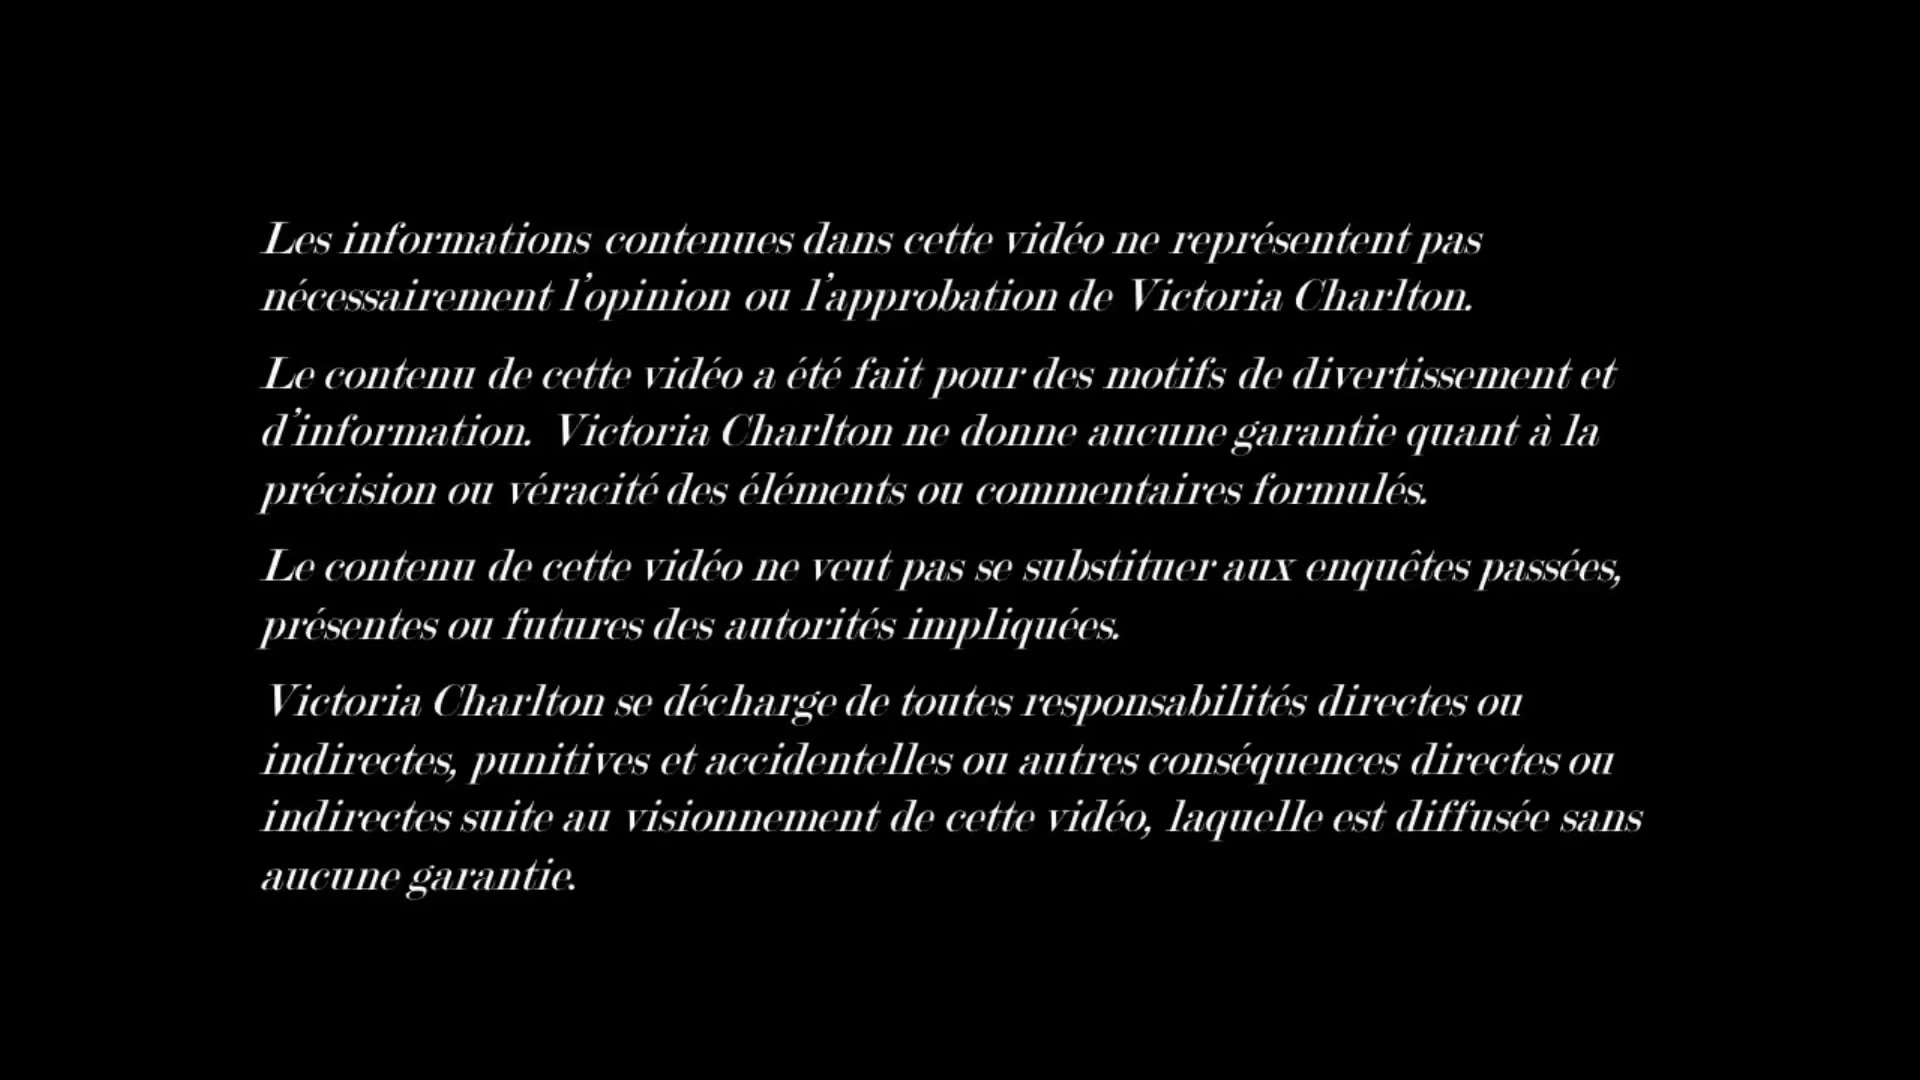 Les informations contenues dans cette vidéo ne représentent pas
nécessairement l’opinion ou l’approbation de Victoria Charlton.
Le contenu de cette vidéo a été fait pour des motifs de divertissement et
d’information. Victoria Charlton ne donne aucune garantie quant à la
précision ou véracité des éléments ou commentaires formulés.
Le contenu de cette vidéo ne veut pas se substituer aux enquêtes passées,
présentes ou futures des autorités impliquées.
Victoria Charlton se décharge de toutes responsabilités directes ou
indirectes, punitives et accidentelles ou autres conséquences directes ou
indirectes suite au visionnement de cette vidéo, laquelle est diffusée sans
aucune garantie.